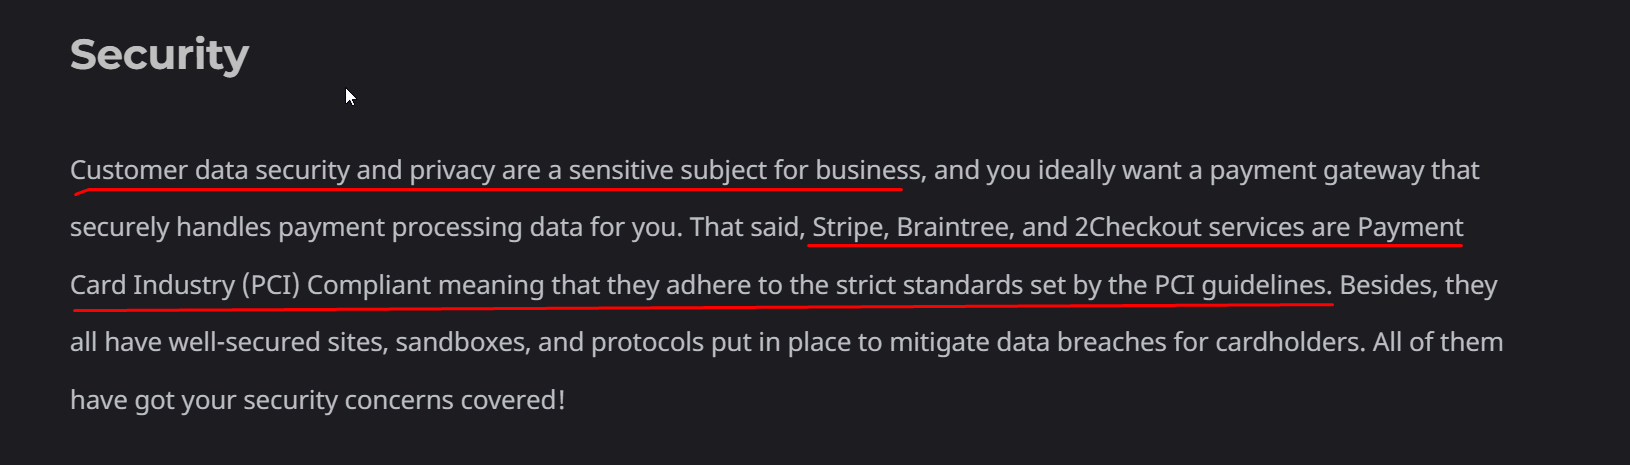 Security
Customer data security and privacy are a sensitive subject for business, and you ideally want a payment gateway that
securely handles payment processing data for you. That said, Stripe, Braintree, and 2Checkout services are Payment
Card Industry (PCI) Compliant meaning that they adhere to the strict standards set by the PCI guidelines. Besides, they
all have well-secured sites, sandboxes, and protocols put in place to mitigate data breaches for cardholders. All of them
have got your security concerns covered!